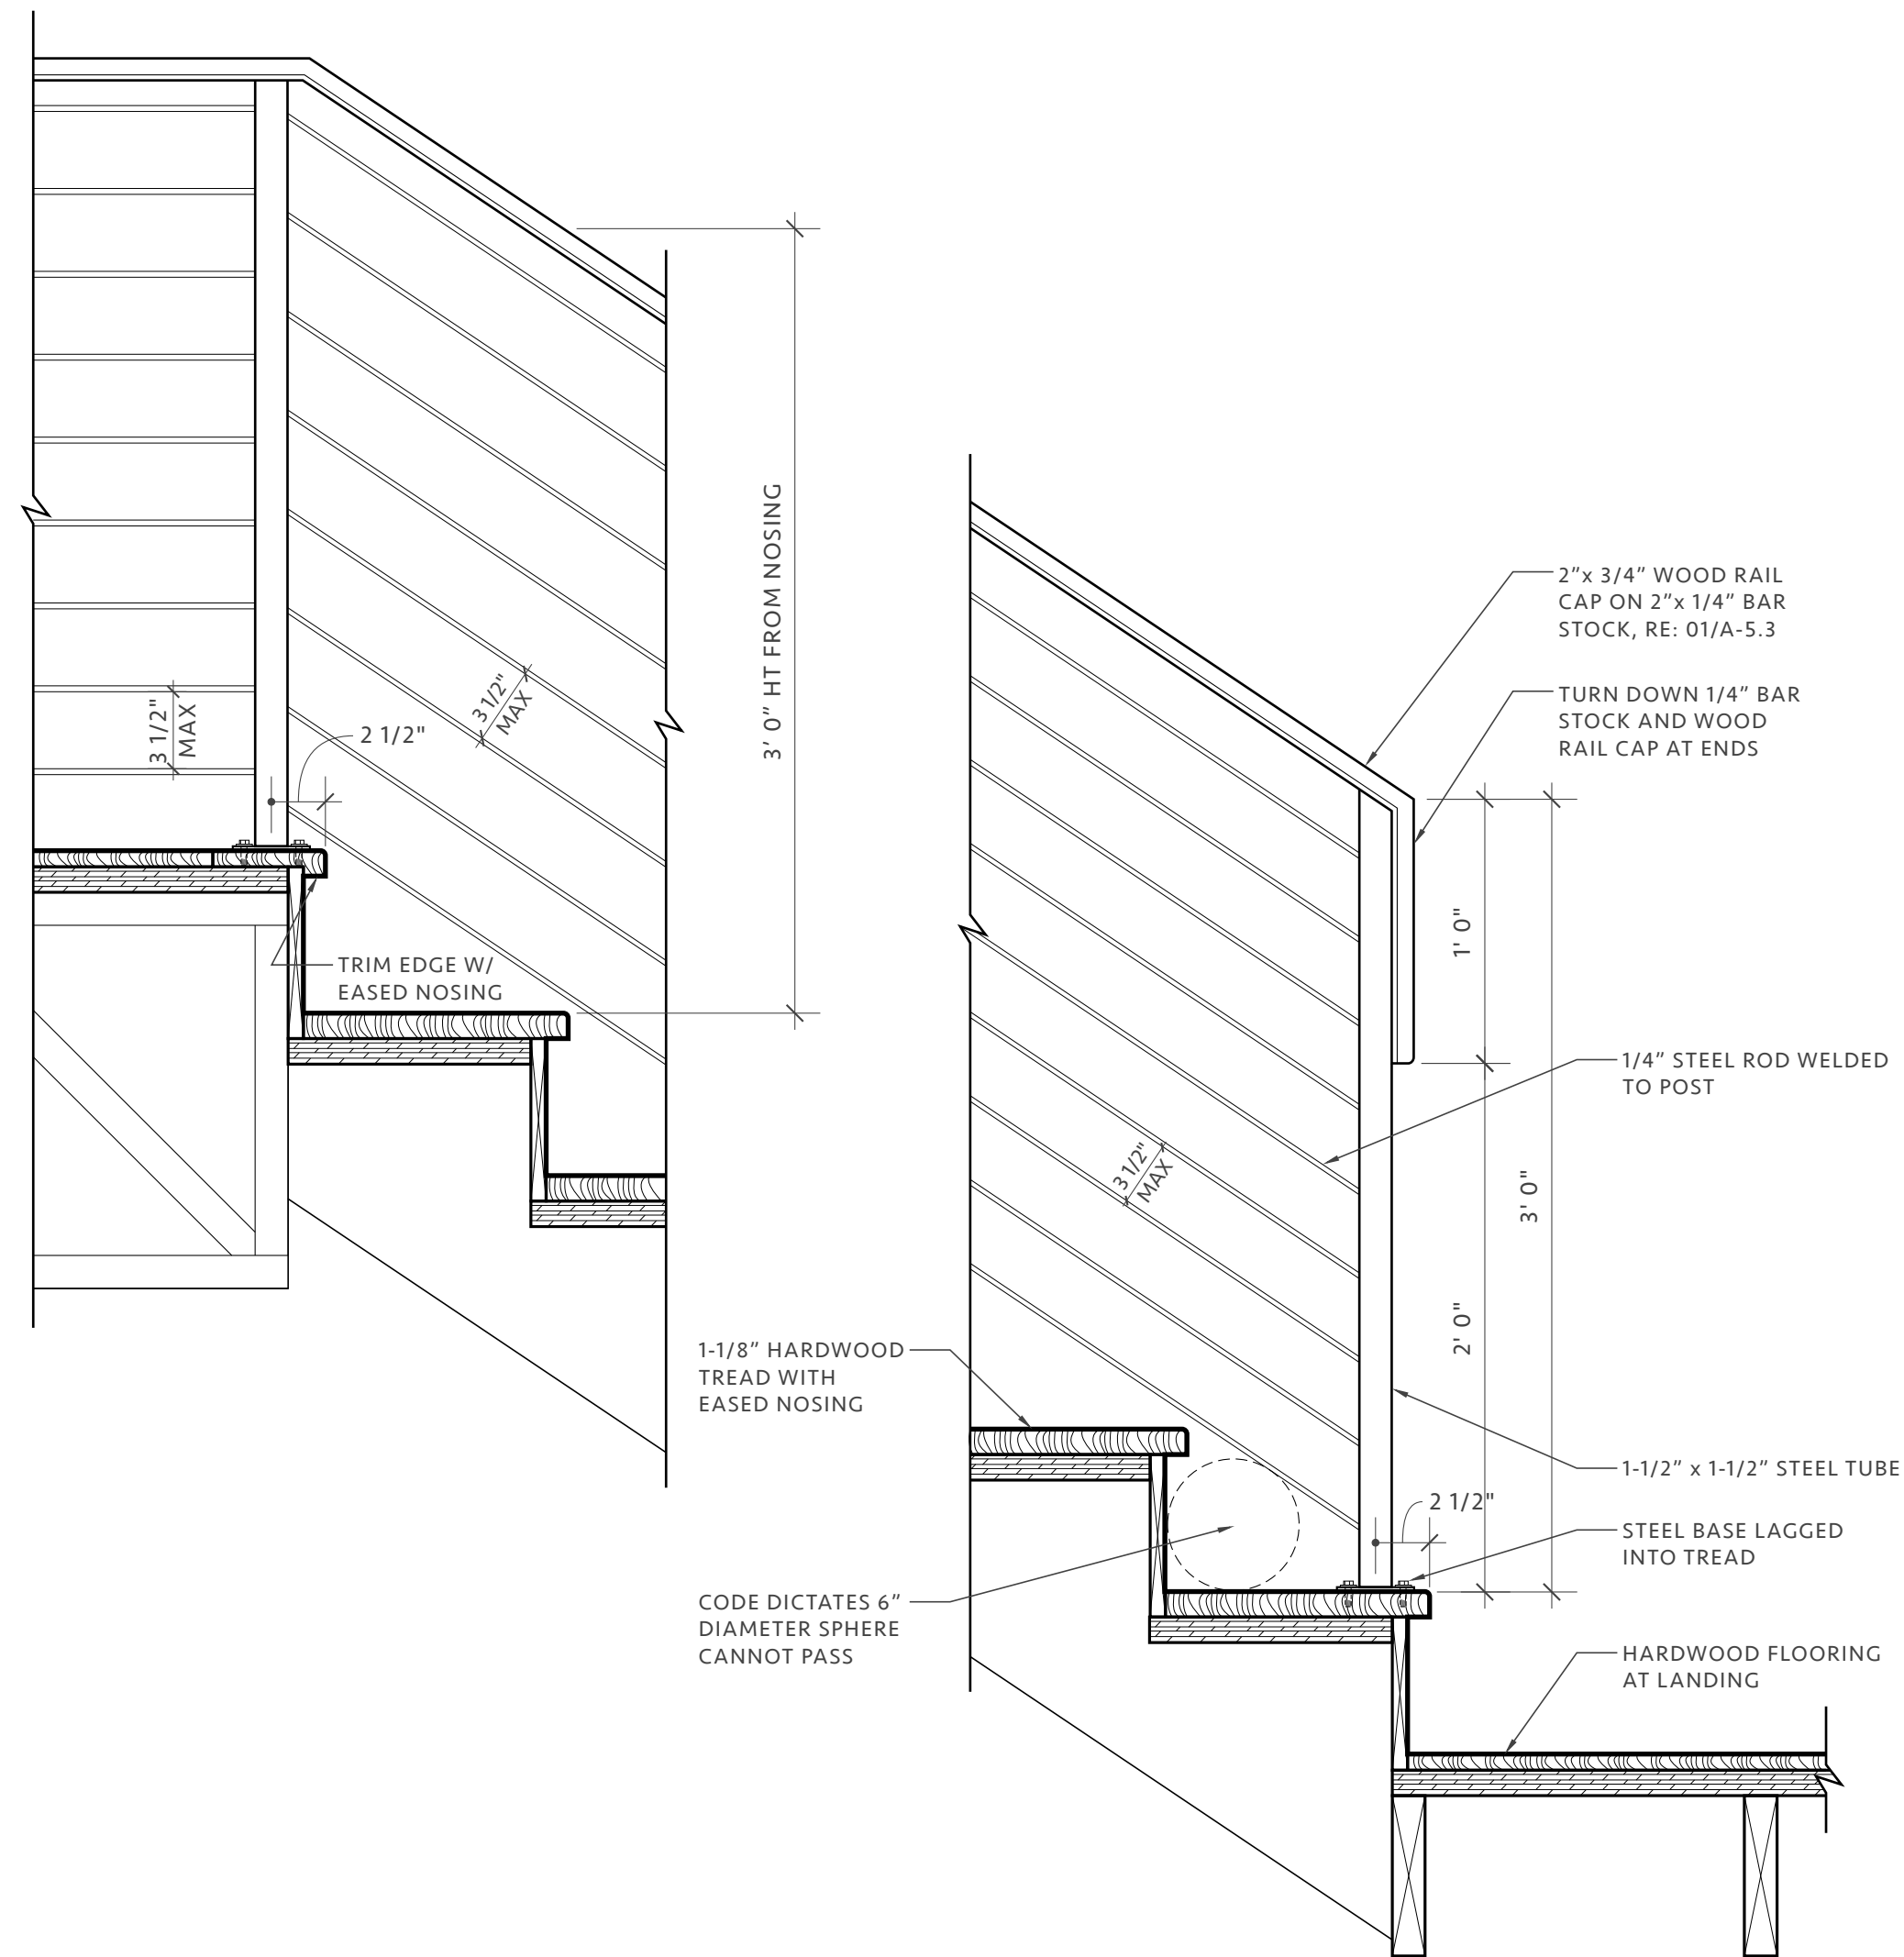 3' 0” HT FROM NOSING
3 1/2"
MAX
3 1/2"
MAX
2 1/2"
TRIM EDGE W/
EASED NOSING
2”x 3/4” WOOD RAIL
CAP ON 2”x 1/4” BAR
STOCK, RE: 01/A-5.3
TURN DOWN 1/4” BAR
STOCK AND WOOD
RAIL CAP AT ENDS
1' 0"
1/4” STEEL ROD WELDED
TO POST
3 1/2"
MAX
3' 0"
2' 0"
1-1/8” HARDWOOD
TREAD WITH
EASED NOSING
1-1/2” x 1-1/2” STEEL TUBE
2 1/2"
STEEL BASE LAGGED
INTO TREAD
CODE DICTATES 6”
DIAMETER SPHERE
CANNOT PASS
HARDWOOD FLOORING
AT LANDING